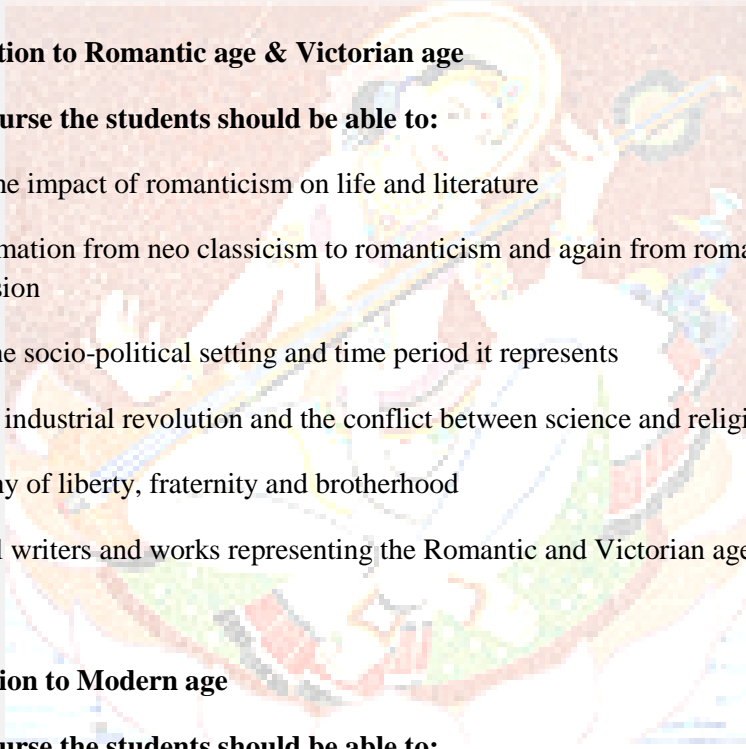 tion to Romantic age & Victorian age
urse the students should be able to:
he impact of romanticism on life and literature
mation from neo classicism to romanticism and again from roma
sion
he socio-political setting and time period it represents
industrial revolution and the conflict between science and religi
ny of liberty, fraternity and brotherhood
l writers and works representing the Romantic and Victorian age
tion to Modern age
urse the students should be able to: